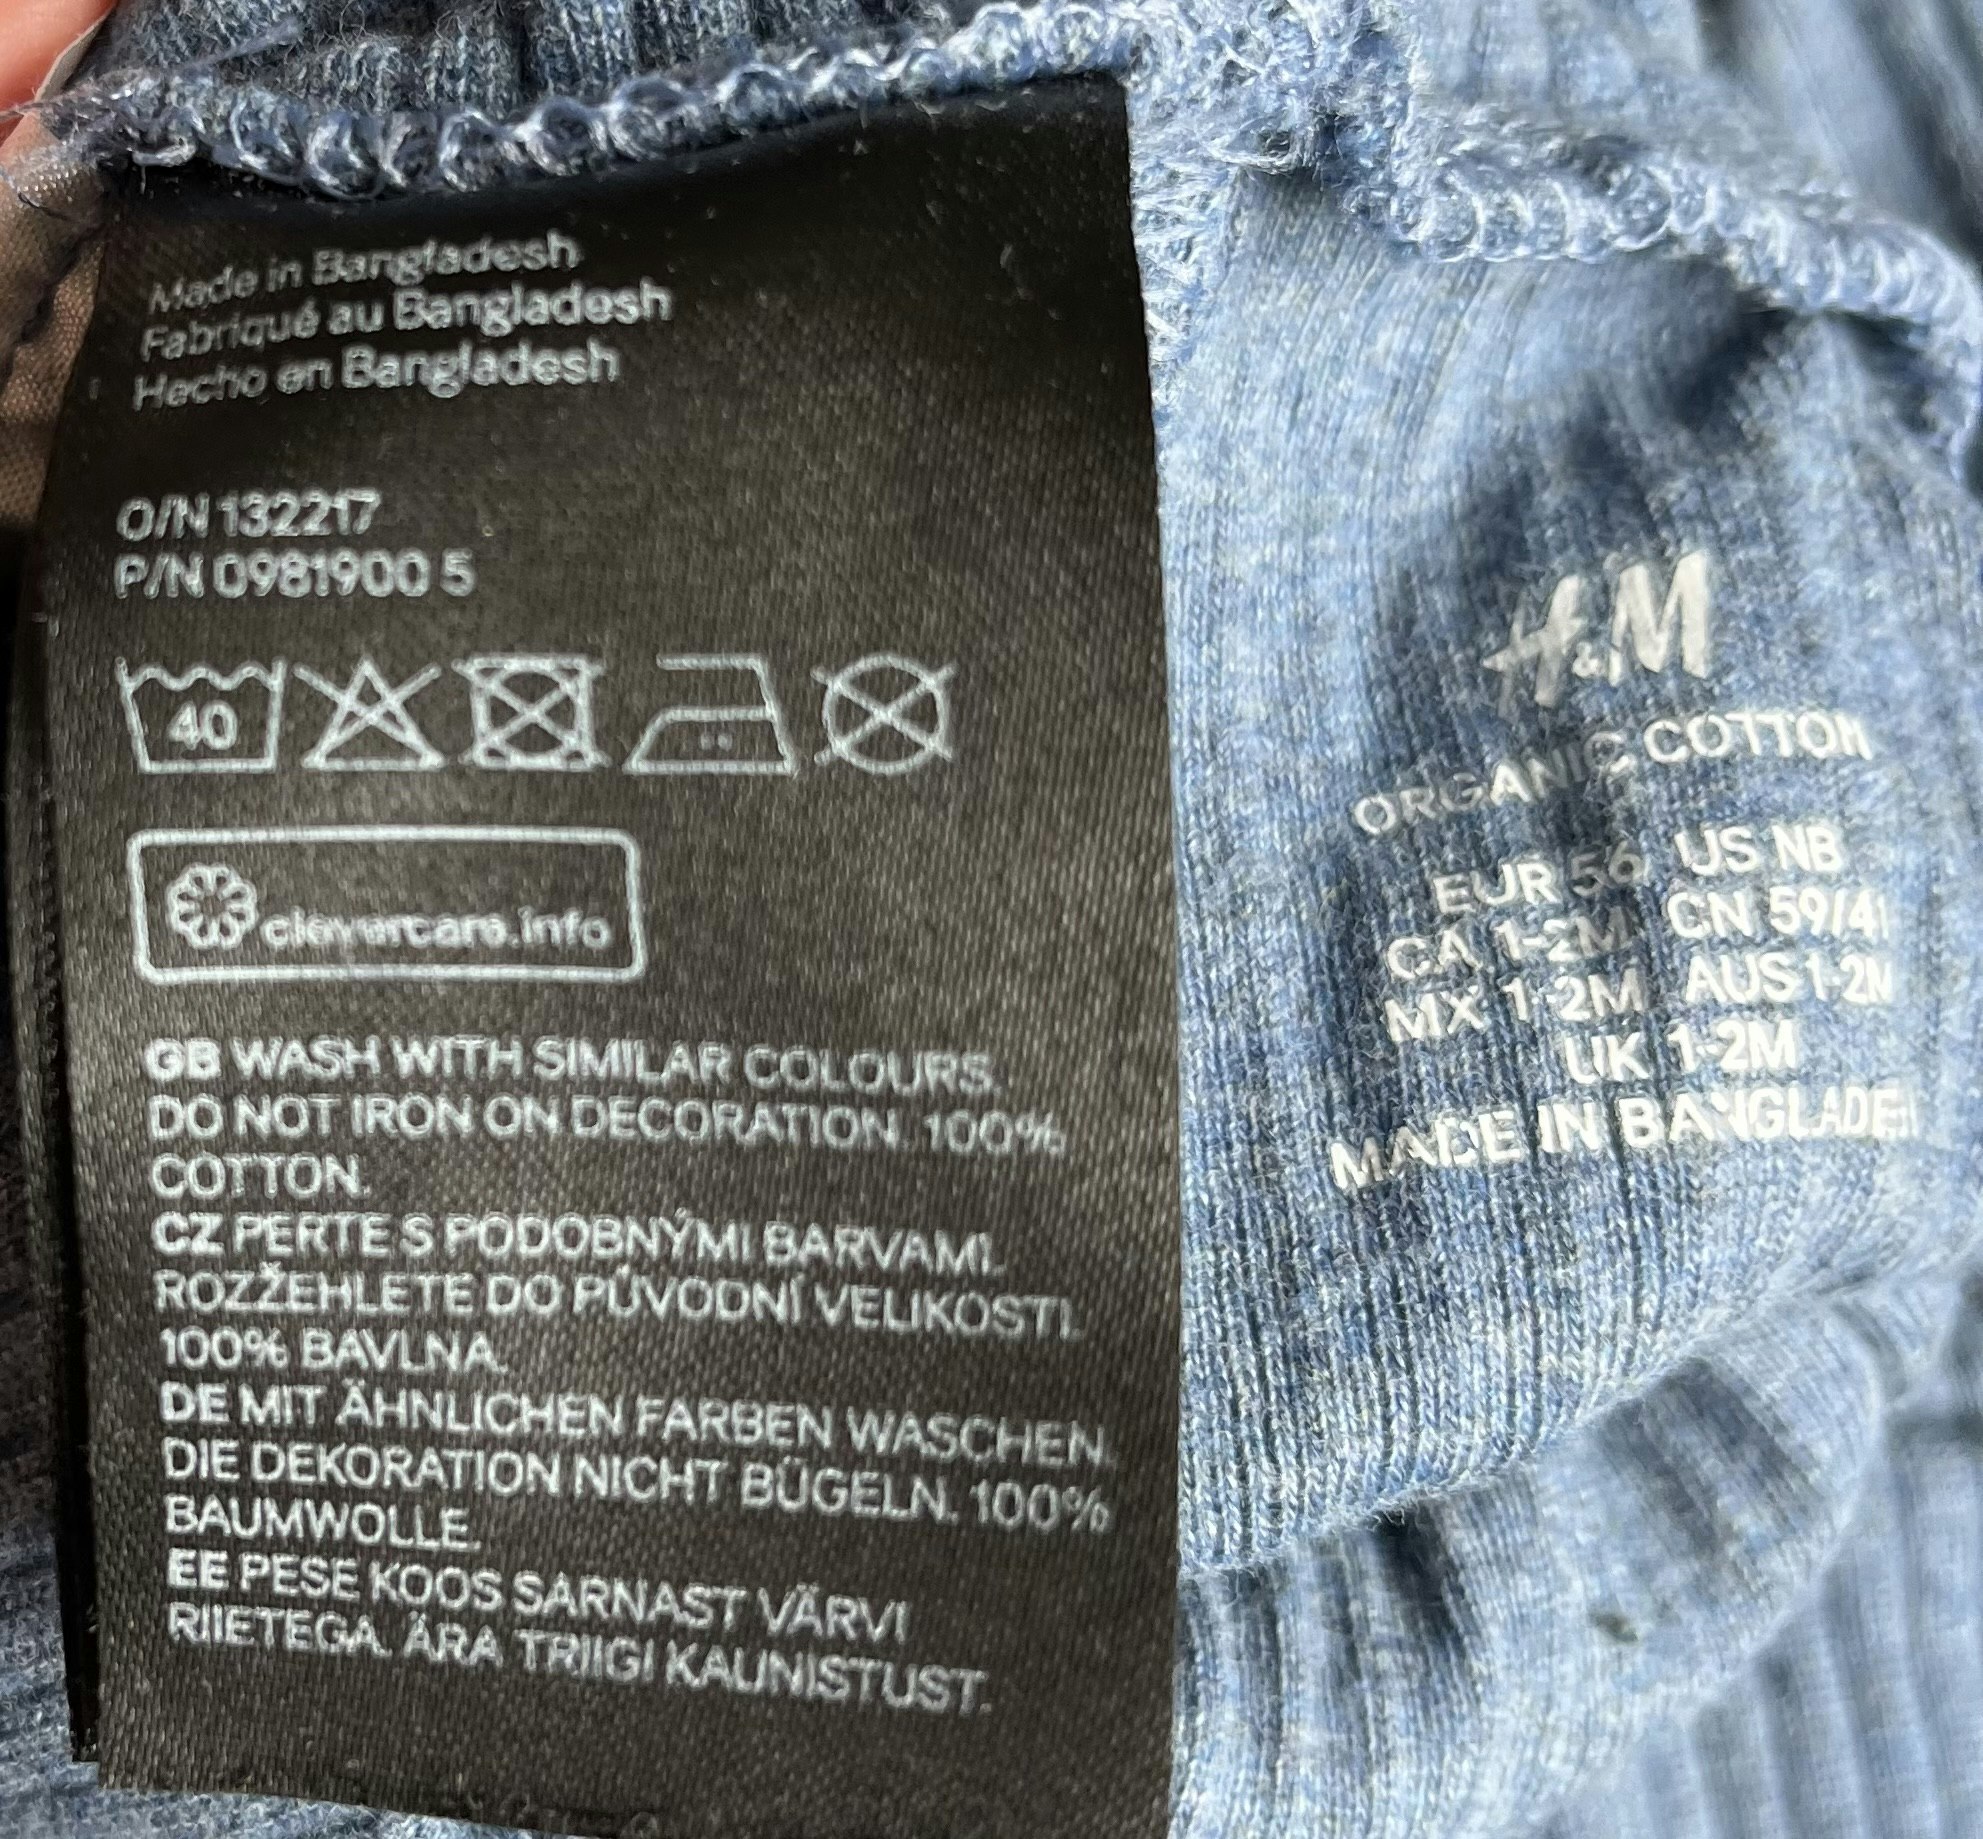 Made in Bangladesh
Fabriqué au Bangladesh
Hecho en Bangladesh
O/N 132217
P/N 0981900 5
40
clevercare.info
GB WASH WITH SIMILAR COLOURS.
DO NOT IRON ON DECORATION. 100%
COTTON.
CZ PERTE S PODOBNÝMI BARVAMI.
ROZŽEHLETE DO PŮVODNÍ VELIKOSTI.
100% BAVLNA.
DE MIT ÄHNLICHEN FARBEN WASCHEN.
DIE DEKORATION NICHT BÜGELN. 100%
BAUMWOLLE.
EE PESE KOOS SARNAST VÄRVI
RIIETEGA. ÄRA TRIIGI KAUNISTUST.
H&M
ORGANIC COTTON
EUR 56 US NB
CA 1-2M CN 59/4
MX 1-2M AUS 1-2M
UK 1-2M
MADE IN BANGLADE